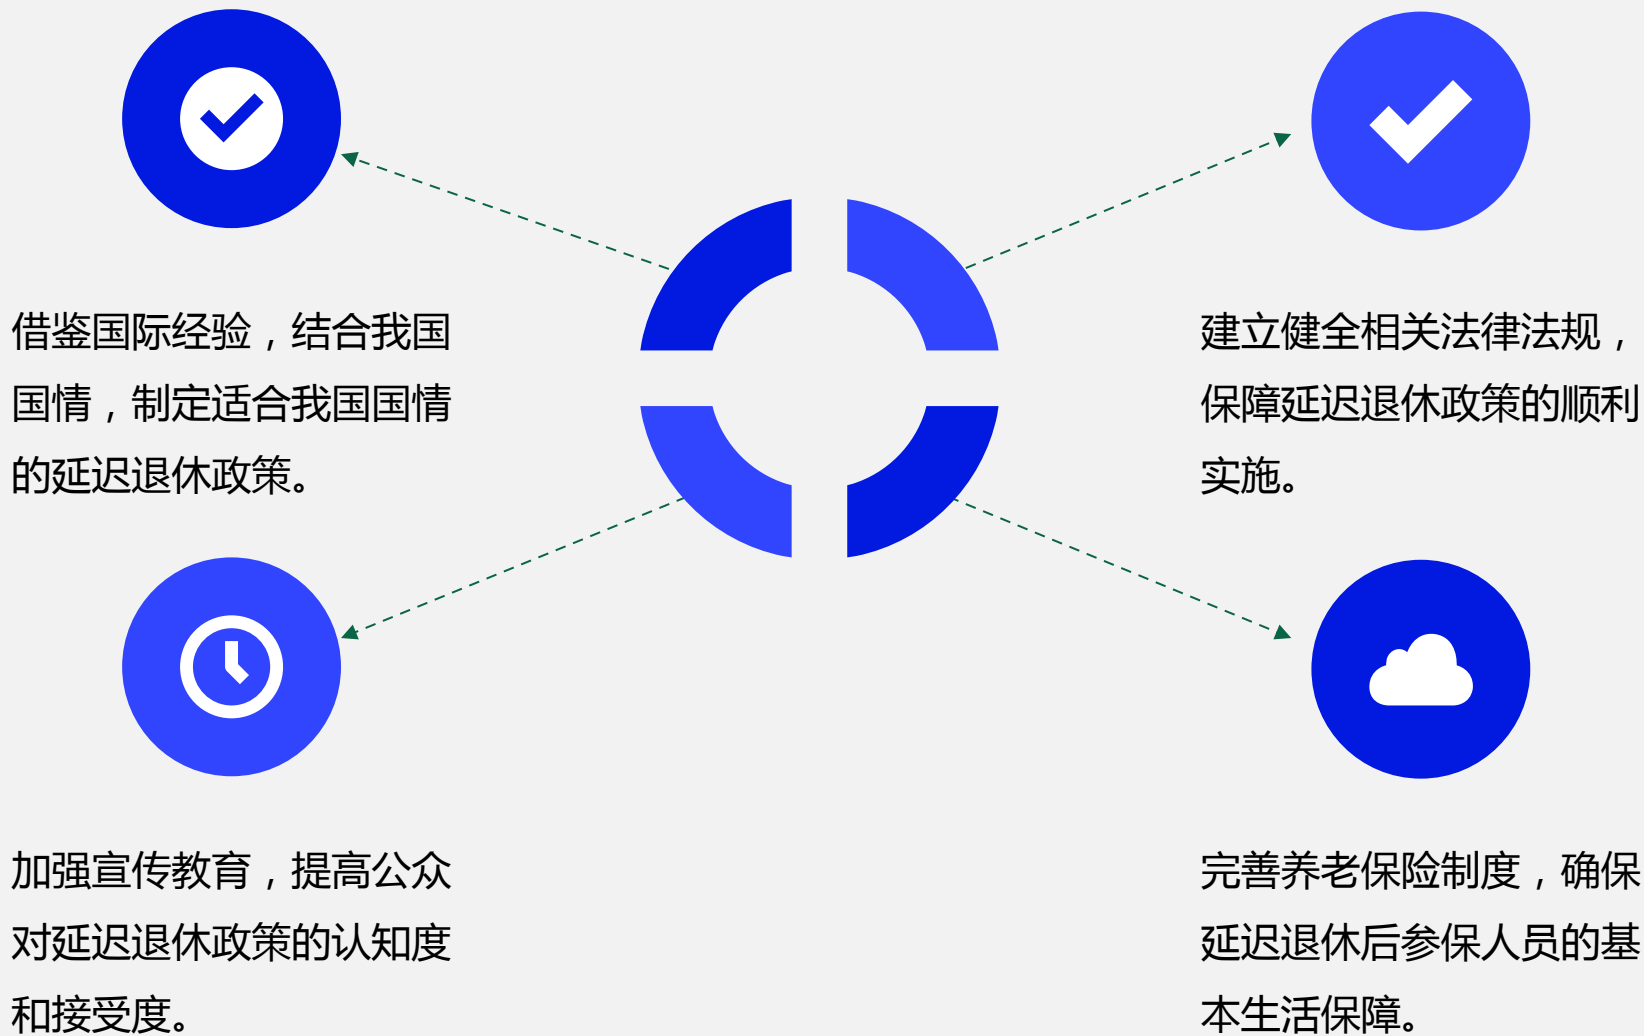 借鉴国际经验，结合我国
国情，制定适合我国国情
的延迟退休政策。
建立健全相关法律法规，
保障延迟退休政策的顺利
实施。
加强宣传教育，提高公众
对延迟退休政策的认知度
和接受度。
完善养老保险制度，确保
延迟退休后参保人员的基
本生活保障。